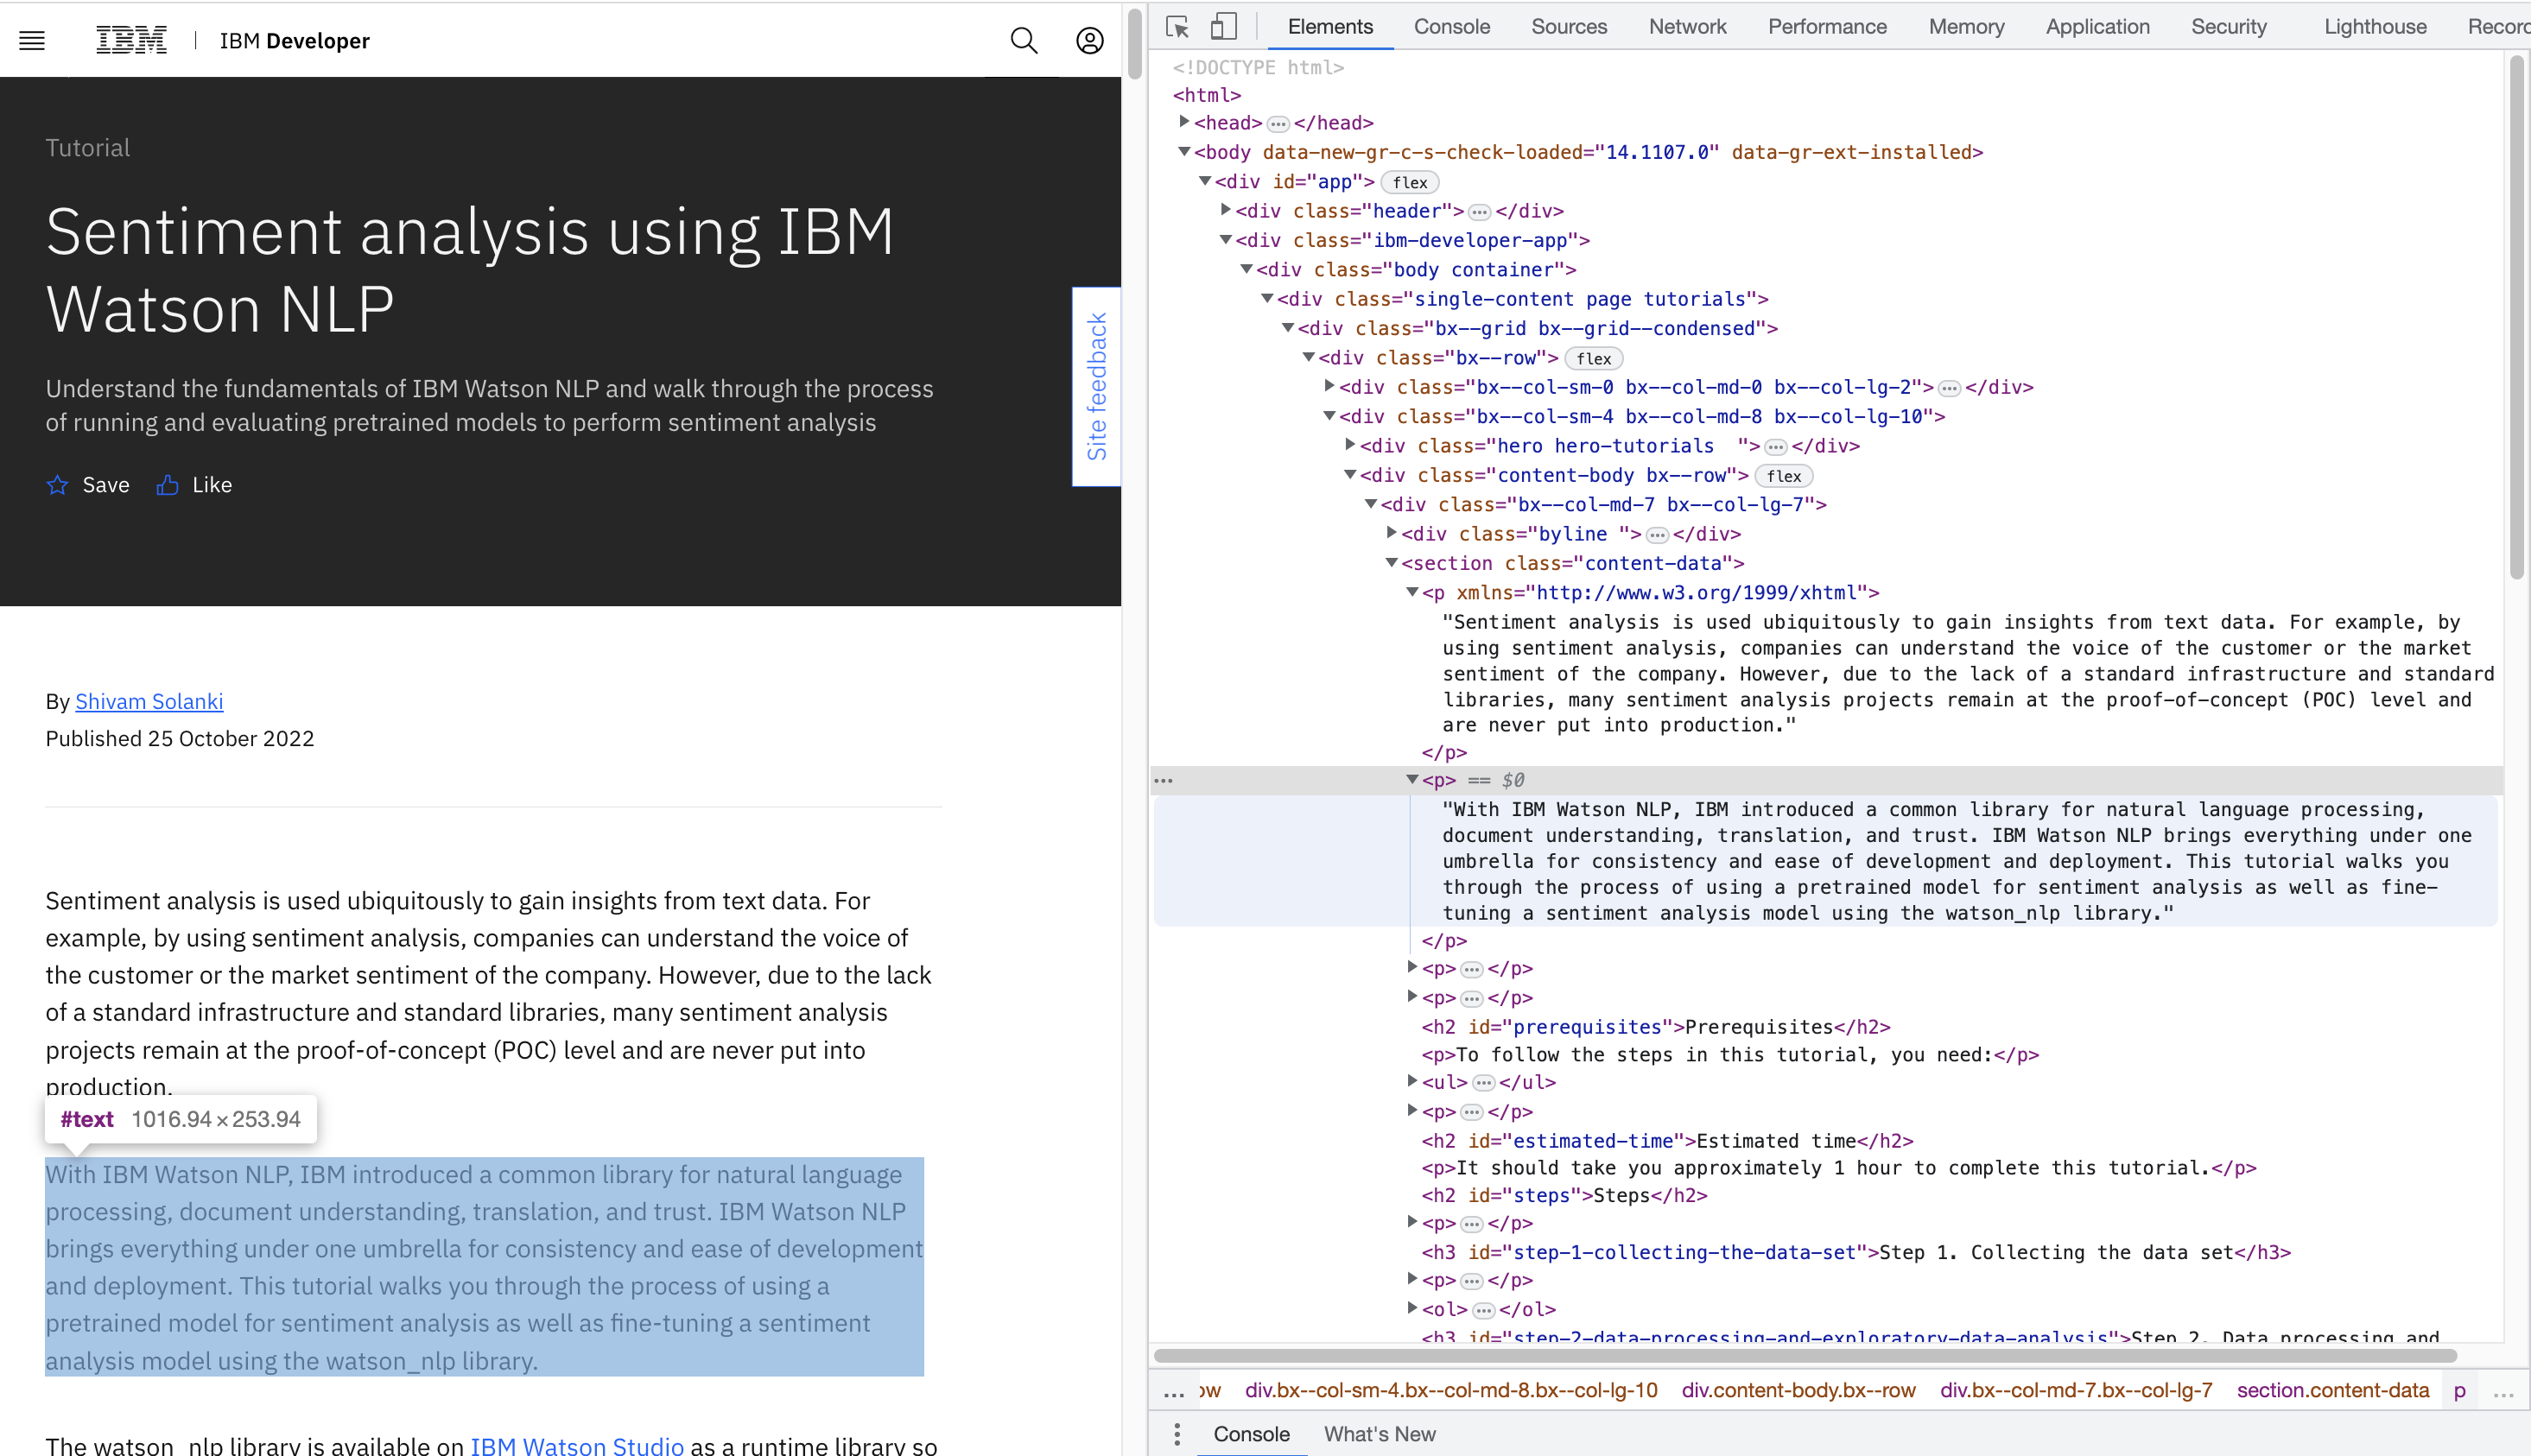 IBM | IBM Developer
Tutorial
Sentiment analysis using IBM
Watson NLP
Understand the fundamentals of IBM Watson NLP and walk through the process
of running and evaluating pretrained models to perform sentiment analysis
Save Like
Site feedback
By Shivam Solanki
Published 25 October 2022
Sentiment analysis is used ubiquitously to gain insights from text data. For
example, by using sentiment analysis, companies can understand the voice of
the customer or the market sentiment of the company. However, due to the lack
of a standard infrastructure and standard libraries, many sentiment analysis
projects remain at the proof-of-concept (POC) level and are never put into
production.
#text 1016.94 × 253.94
With IBM Watson NLP, IBM introduced a common library for natural language
processing, document understanding, translation, and trust. IBM Watson NLP
brings everything under one umbrella for consistency and ease of development
and deployment. This tutorial walks you through the process of using a
pretrained model for sentiment analysis as well as fine-tuning a sentiment
analysis model using the watson_nlp library.
The watson_nlp library is available on IBM Watson Studio as a runtime library so
Elements Console Sources Network Performance Memory Application Security Lighthouse Recorc
<!DOCTYPE html>
<html>
<head> ••• </head>
<body data-new-gr-c-s-check-loaded="14.1107.0" data-gr-ext-installed>
<div id="app"> flex
<div class="header"> ••• </div>
<div class="ibm-developer-app">
<div class="body container">
<div class="single-content page tutorials">
<div class="bx--grid bx--grid--condensed">
<div class="bx--row"> flex
<div class="bx--col-sm-0 bx--col-md-0 bx--col-lg-2"> ••• </div>
<div class="bx--col-sm-4 bx--col-md-8 bx--col-lg-10">
<div class="hero hero-tutorials  "> ••• </div>
<div class="content-body bx--row"> flex
<div class="bx--col-md-7 bx--col-lg-7">
<div class="byline "> ••• </div>
<section class="content-data">
<p xmlns="http://www.w3.org/1999/xhtml">
"Sentiment analysis is used ubiquitously to gain insights from text data. For example, by
using sentiment analysis, companies can understand the voice of the customer or the market
sentiment of the company. However, due to the lack of a standard infrastructure and standard
libraries, many sentiment analysis projects remain at the proof-of-concept (POC) level and
are never put into production."
</p>
••• <p> == $0
"With IBM Watson NLP, IBM introduced a common library for natural language processing,
document understanding, translation, and trust. IBM Watson NLP brings everything under one
umbrella for consistency and ease of development and deployment. This tutorial walks you
through the process of using a pretrained model for sentiment analysis as well as fine-
tuning a sentiment analysis model using the watson_nlp library."
</p>
<p> ••• </p>
<p> ••• </p>
<h2 id="prerequisites">Prerequisites</h2>
<p>To follow the steps in this tutorial, you need:</p>
<ul> ••• </ul>
<p> ••• </p>
<h2 id="estimated-time">Estimated time</h2>
<p>It should take you approximately 1 hour to complete this tutorial.</p>
<h2 id="steps">Steps</h2>
<p> ••• </p>
<h3 id="step-1-collecting-the-data-set">Step 1. Collecting the data set</h3>
<p> ••• </p>
<ol> ••• </ol>
<h3 id="step-2-data-processing-and-exploratory-data-analysis">Step 2. Data processing and
... ow div.bx--col-sm-4.bx--col-md-8.bx--col-lg-10 div.content-body.bx--row div.bx--col-md-7.bx--col-lg-7 section.content-data p ...
Console What's New